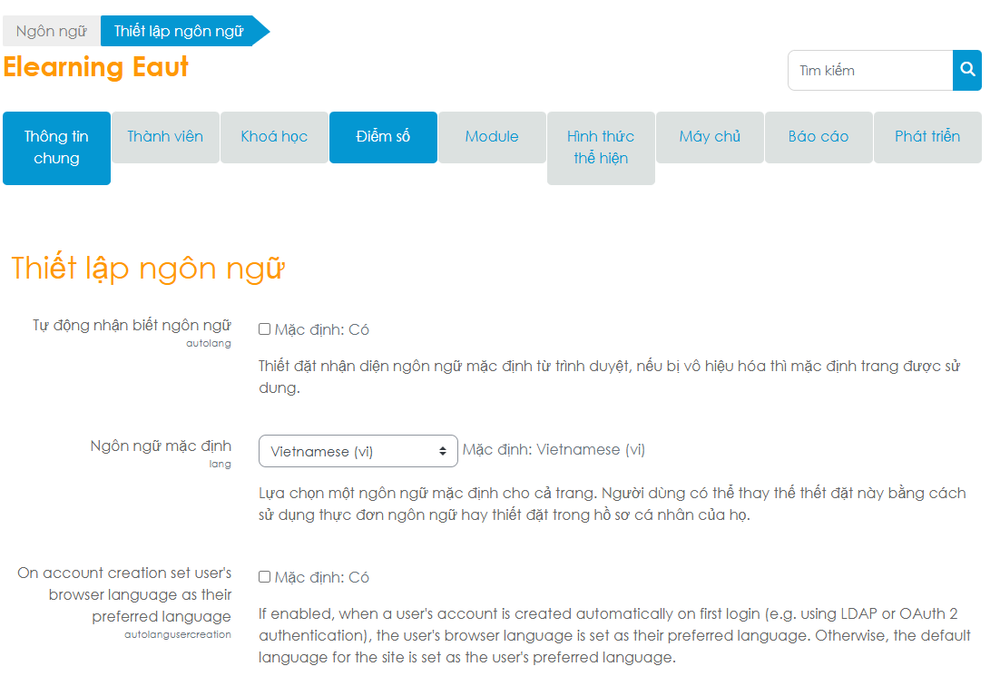 Ngôn ngữ
Thiết lập ngôn ngữ
Elearning Eaut
Tìm kiếm
Thông tin
chung
Thành viên
Khoá học
Điểm số
Module
Hình thức
thể hiện
Máy chủ
Báo cáo
Phát triển
Thiết lập ngôn ngữ
Tự động nhận biết ngôn ngữ
autolang
Mặc định: Có
Thiết đặt nhận diện ngôn ngữ mặc định từ trình duyệt, nếu bị vô hiệu hóa thì mặc định trang được sử
dung.
Ngôn ngữ mặc định
lang
Vietnamese (vi)
Mặc định: Vietnamese (vi)
Lựa chọn một ngôn ngữ mặc định cho cả trang. Người dùng có thể thay thế thết đặt này bằng cách
sử dụng thực đơn ngôn ngữ hay thiết đặt trong hồ sơ cá nhân của họ.
On account creation set user's
browser language as their
preferred language
autolangusercreation
Mặc định: Có
If enabled, when a user's account is created automatically on first login (e.g. using LDAP or OAuth 2
authentication), the user's browser language is set as their preferred language. Otherwise, the default
language for the site is set as the user's preferred language.